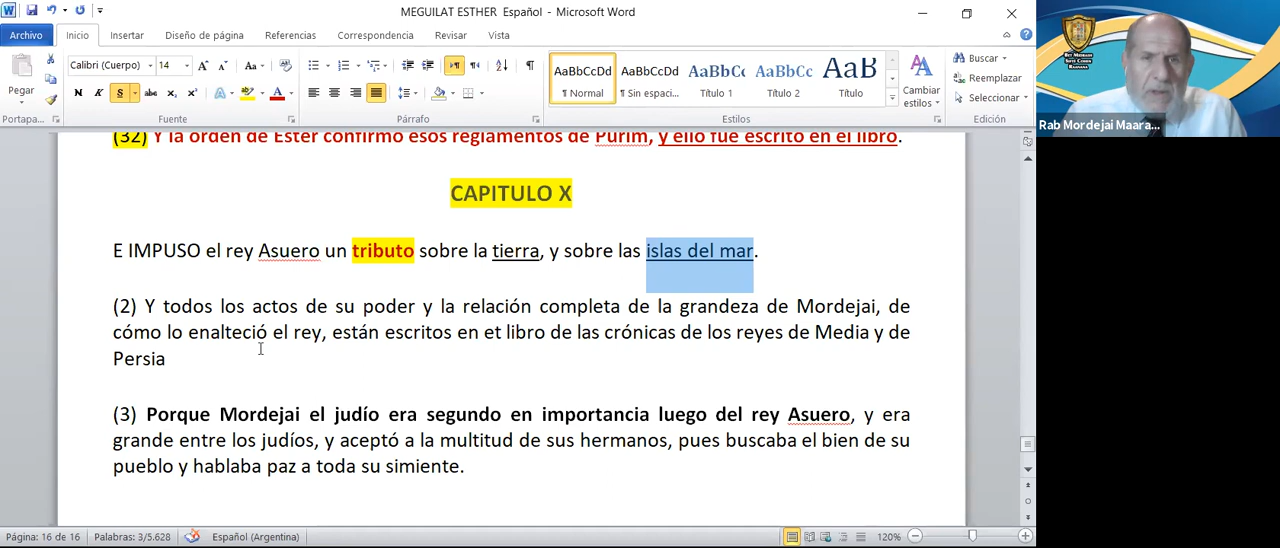 MEGUILAT ESTHER Español - Microsoft Word
Archivo Inicio Insertar Diseño de página Referencias Correspondencia Revisar Vista
Calibri (Cuerpo) 14
Pegar
N C S abc
AaBbCcDd AaBbCcDd AaBbCc AaBbCc AaB
¶ Normal ¶ Sin espaci... Título 1 Título 2 Título
Cambiar estilos
Buscar
Reemplazar
Seleccionar
Portapa... Fuente Párrafo Estilos Edición
Rab Mordejai Maara...
(32) Y la orden de Ester confirmó esos reglamentos de Purim, y ello fue escrito en el libro.
CAPITULO X
E IMPUSO el rey Asuero un tributo sobre la tierra, y sobre las islas del mar.
(2) Y todos los actos de su poder y la relación completa de la grandeza de Mordejai, de
cómo lo enalteció el rey, están escritos en et libro de las crónicas de los reyes de Media y de
Persia
(3) Porque Mordejai el judío era segundo en importancia luego del rey Asuero, y era
grande entre los judíos, y aceptó a la multitud de sus hermanos, pues buscaba el bien de su
pueblo y hablaba paz a toda su simiente.
Página: 16 de 16 Palabras: 3/5.628 Español (Argentina) 120%